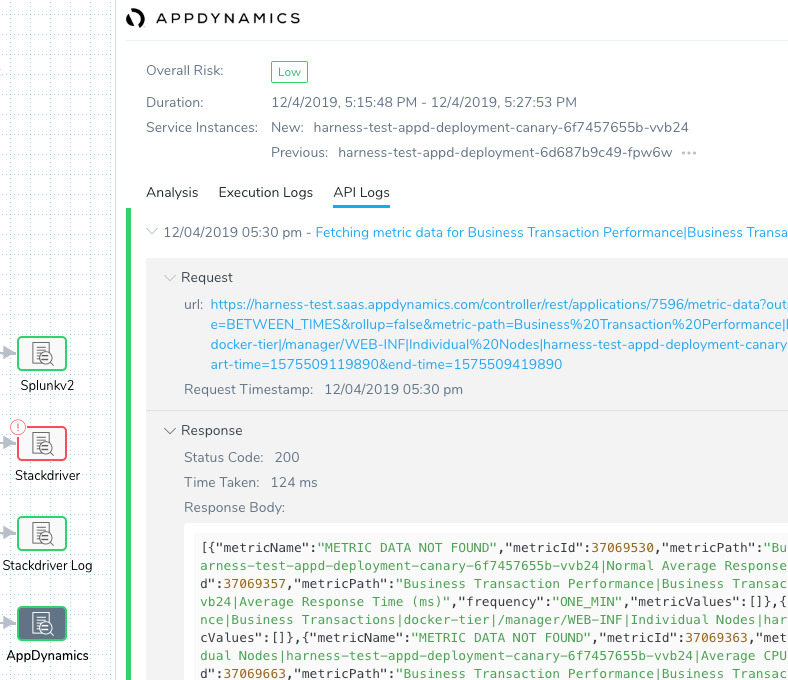 APPDYNAMICS
Overall Risk: Low
Duration: 12/4/2019, 5:15:48 PM - 12/4/2019, 5:27:53 PM
Service Instances: New: harness-test-appd-deployment-canary-6f7457655b-vvb24
Previous: harness-test-appd-deployment-6d687b9c49-fpw6w ...
Analysis Execution Logs API Logs
12/04/2019 05:30 pm - Fetching metric data for Business Transaction Performance|Business Transa
Request
url: https://harness-test.saas.appdynamics.com/controller/rest/applications/7596/metric-data?out
e=BETWEEN_TIMES&rollup=false&metric-path=Business%20Transaction%20Performance|
docker-tier|/manager/WEB-INF|Individual%20Nodes|harness-test-appd-deployment-canary
art-time=1575509119890&end-time=1575509419890
Request Timestamp: 12/04/2019 05:30 pm
Response
Status Code: 200
Time Taken: 124 ms
Response Body:
[{"metricName":"METRIC DATA NOT FOUND","metricId":37069530,"metricPath":"Bu
arness-test-appd-deployment-canary-6f7457655b-vvb24|Normal Average Response
d":37069357,"metricPath":"Business Transaction Performance|Business Transac
vb24|Average Response Time (ms)","frequency":"ONE_MIN","metricValues":[]},{
nce|Business Transactions|docker-tier|/manager/WEB-INF|Individual Nodes|har
cValues":[]},{"metricName":"METRIC DATA NOT FOUND","metricId":37069363,"met
dual Nodes|harness-test-appd-deployment-canary-6f7457655b-vvb24|Average CPU
d":37069663,"metricPath":"Business Transaction Performance|Business Transac
Splunkv2
!
Stackdriver
Stackdriver Log
AppDynamics